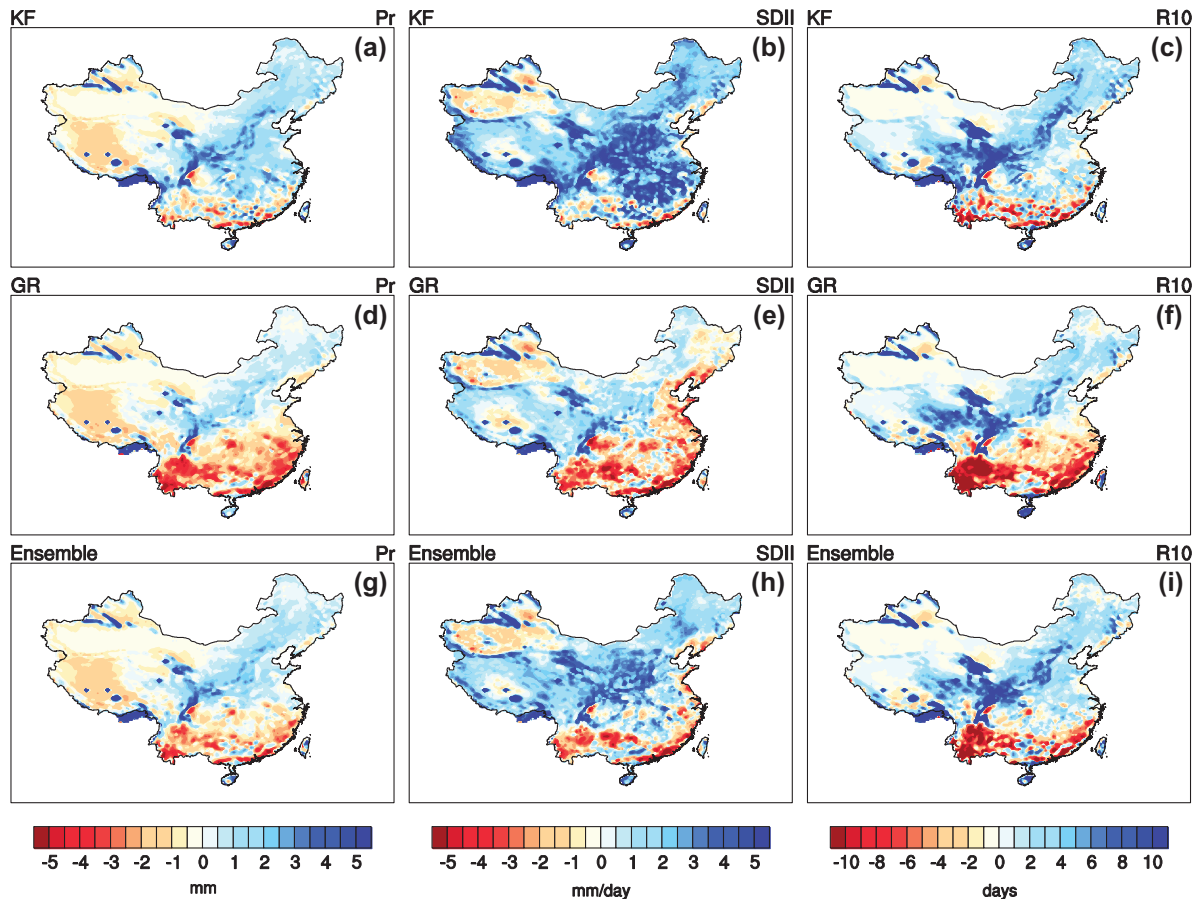 KF Pr KF SDII KF R10
(a) (b) (c)
GR Pr GR SDII GR R10
(d) (e) (f)
Ensemble Pr Ensemble SDII Ensemble R10
(g) (h) (i)
-5 -4 -3 -2 -1 0 1 2 3 4 5 -5 -4 -3 -2 -1 0 1 2 3 4 5 -10 -8 -6 -4 -2 0 2 4 6 8 10
mm mm/day days